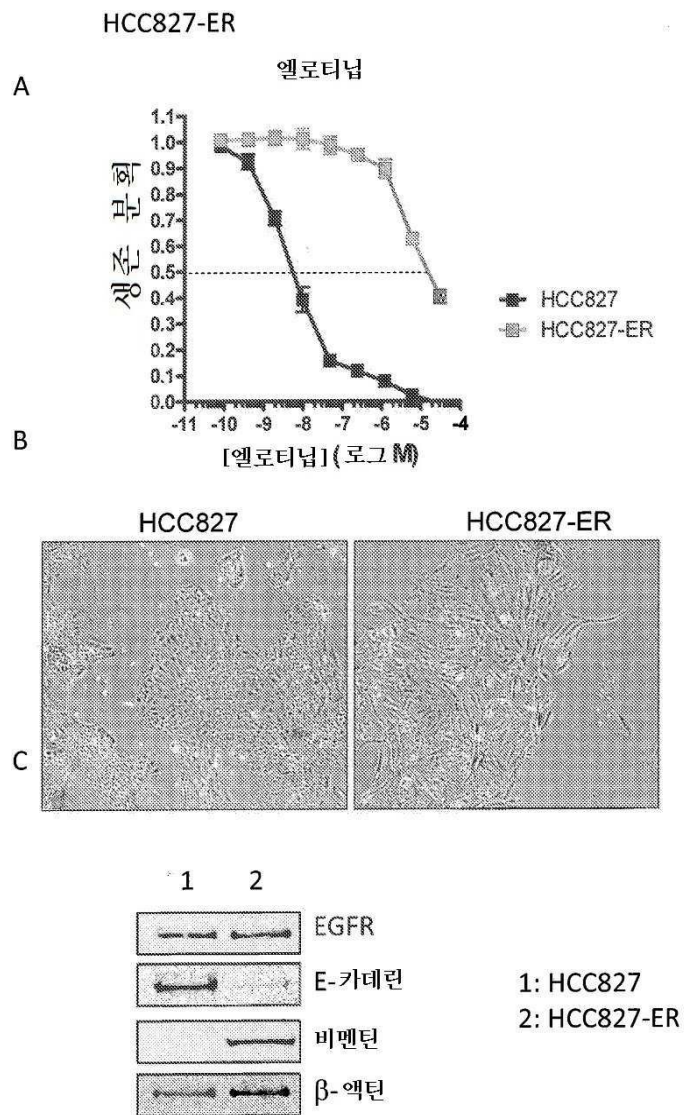 HCC827-ER
엘로티닙
A
1.1
1.0
0.9
0.8
0.7
0.6
0.5
0.4
0.3
0.2
0.1
0.0
생존 분획
-11 -10 -9 -8 -7 -6 -5 -4
[엘로티닙] (로그 M)
HCC827
HCC827-ER
B
HCC827 HCC827-ER
C
1 2
EGFR
E-카데린
비멘틴
β-액틴
1: HCC827
2: HCC827-ER